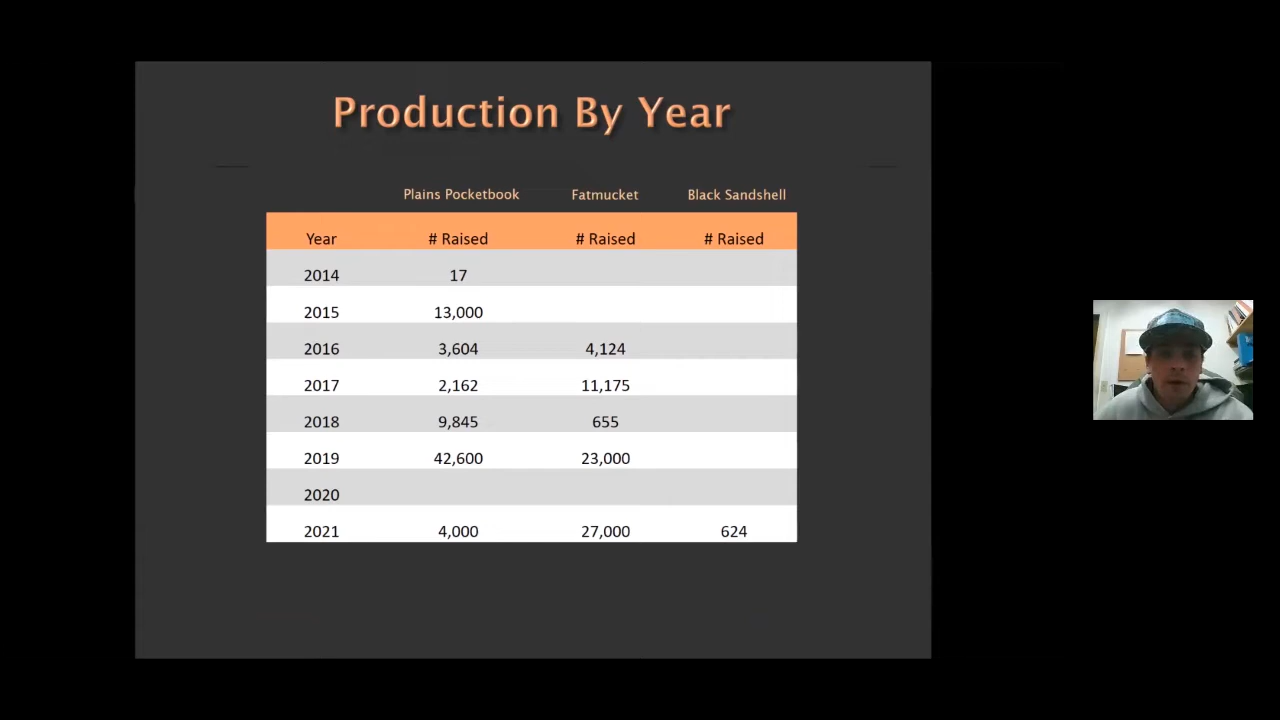 Production By Year
Plains Pocketbook Fatmucket Black Sandshell
Year # Raised # Raised # Raised
2014 17
2015 13,000
2016 3,604 4,124
2017 2,162 11,175
2018 9,845 655
2019 42,600 23,000
2020
2021 4,000 27,000 624